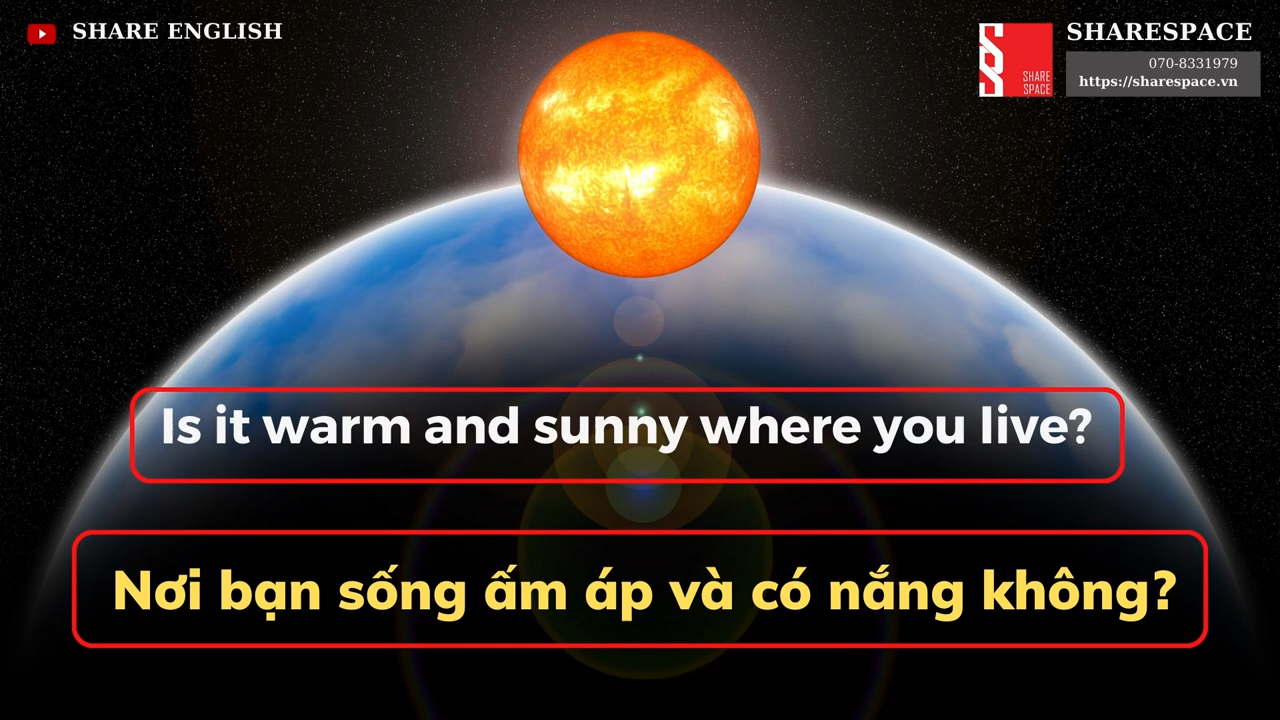 SHARE ENGLISH
SHARESPACE
070-8331979
https://sharespace.vn
SHARE
SPACE
Is it warm and sunny where you live?
Nơi bạn sống ấm áp và có nắng không?